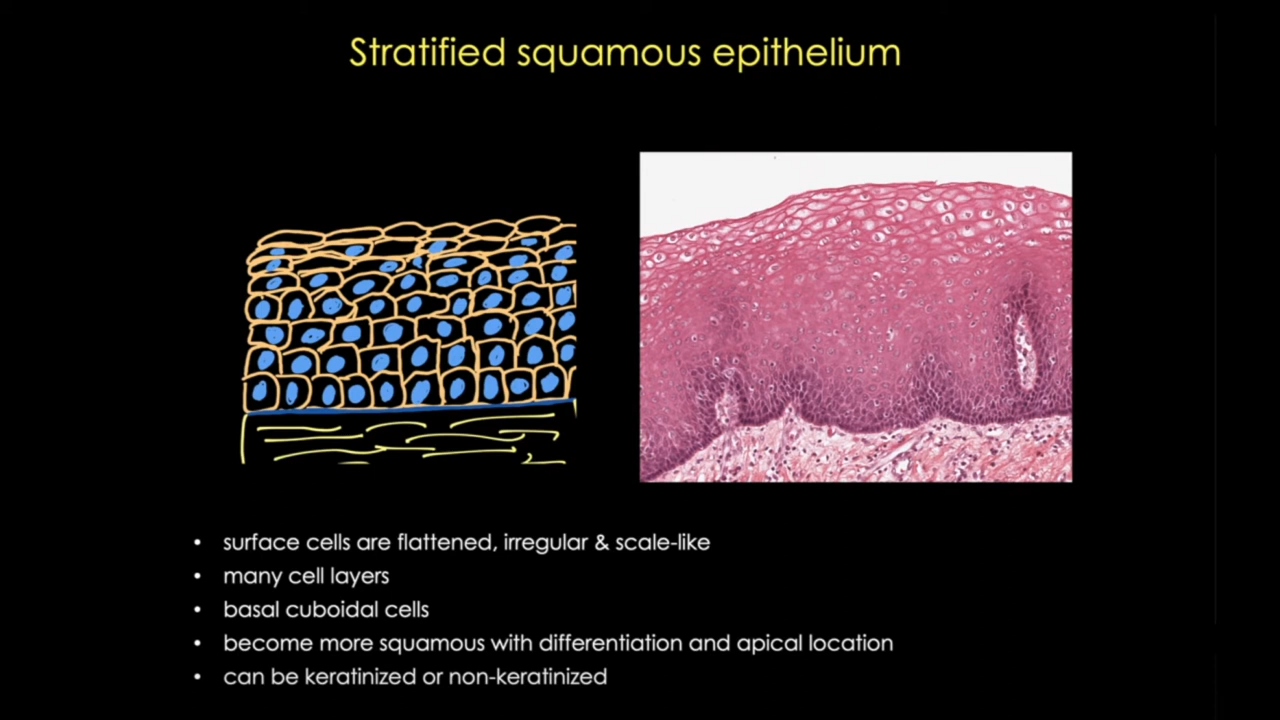 Stratified squamous epithelium
• surface cells are flattened, irregular & scale-like
• many cell layers
• basal cuboidal cells
• become more squamous with differentiation and apical location
• can be keratinized or non-keratinized